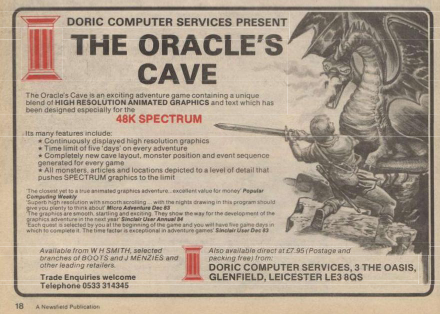 DORIC COMPUTER SERVICES PRESENT
THE ORACLE'S
CAVE
The Oracle's Cave is an exciting adventure game containing a unique
blend of HIGH RESOLUTION ANIMATED GRAPHICS and text which has
been designed especially for the
48K SPECTRUM
Its many features include:
★ Continuously displayed high resolution graphics
★ Time limit of five 'days' on every adventure
★ Completely new cave layout, monster position and event sequence
generated for every game
★ All monsters, articles and locations depicted to a level of detail that
pushes SPECTRUM graphics to the limit
'The closest yet to a true animated graphics adventure... excellent value for money' Popular
Computing Weekly
'Superb high resolution with smooth scrolling... with the nights drawing in this program should
give you plenty to think about' Micro Adventure Dec 83
'The graphics are smooth, startling and exciting. They show the way for the development of the
graphics adventure in the next year' Sinclair User Annual 84
'Each quest is selected by you at the beginning of the game and you will have five game days in
which to complete it. The time factor is exceptional in adventure games' Sinclair User Dec 83
Available from W H SMITH, selected
branches of BOOTS and J MENZIES and
other leading retailers.
Trade Enquiries welcome
Telephone 0533 314345
Also available direct at £7.95 (Postage and
packing free) from:
DORIC COMPUTER SERVICES, 3 THE OASIS,
GLENFIELD, LEICESTER LE3 8QS
18 A Newsfield Publication